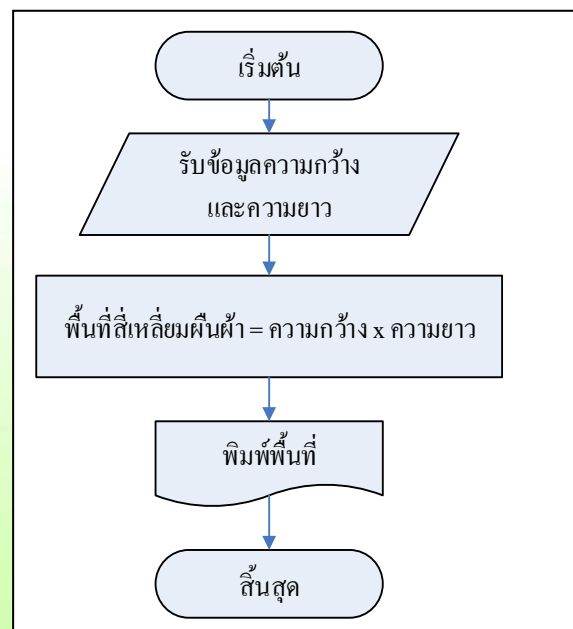 เริ่มต้น
รับข้อมูลความกว้าง
และความยาว
พื้นที่สี่เหลี่ยมผืนผ้า = ความกว้าง x ความยาว
พิมพ์พื้นที่
สิ้นสุด